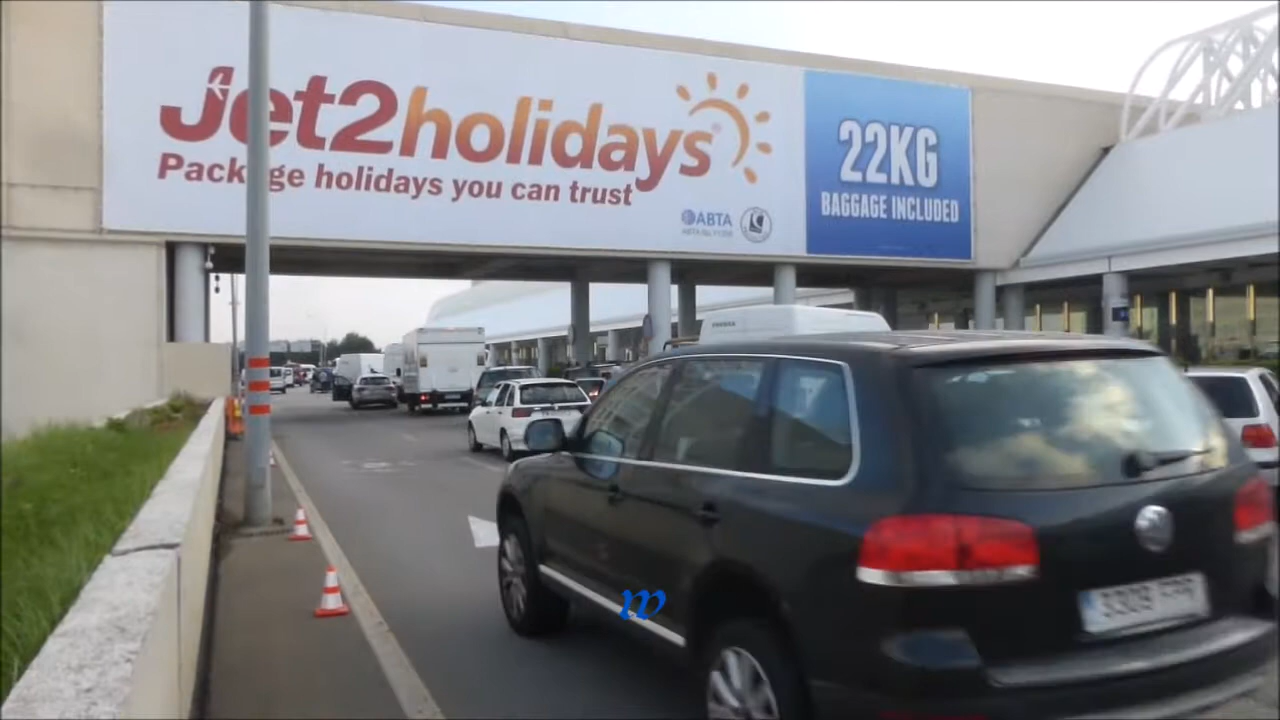 Jet2holidays
Package holidays you can trust
ABTA
22KG
BAGGAGE INCLUDED
w